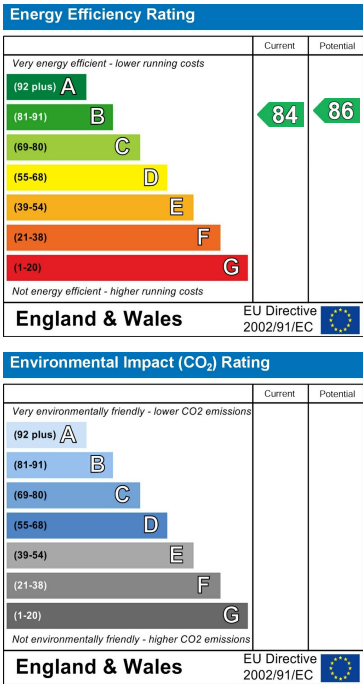 Energy Efficiency Rating
Current Potential
Very energy efficient - lower running costs
(92 plus) A
(81-91) B 84 86
(69-80) C
(55-68) D
(39-54) E
(21-38) F
(1-20) G
Not energy efficient - higher running costs
England & Wales
EU Directive
2002/91/EC
Environmental Impact (CO₂) Rating
Current Potential
Very environmentally friendly - lower CO2 emissions
(92 plus) A
(81-91) B
(69-80) C
(55-68) D
(39-54) E
(21-38) F
(1-20) G
Not environmentally friendly - higher CO2 emissions
England & Wales
EU Directive
2002/91/EC